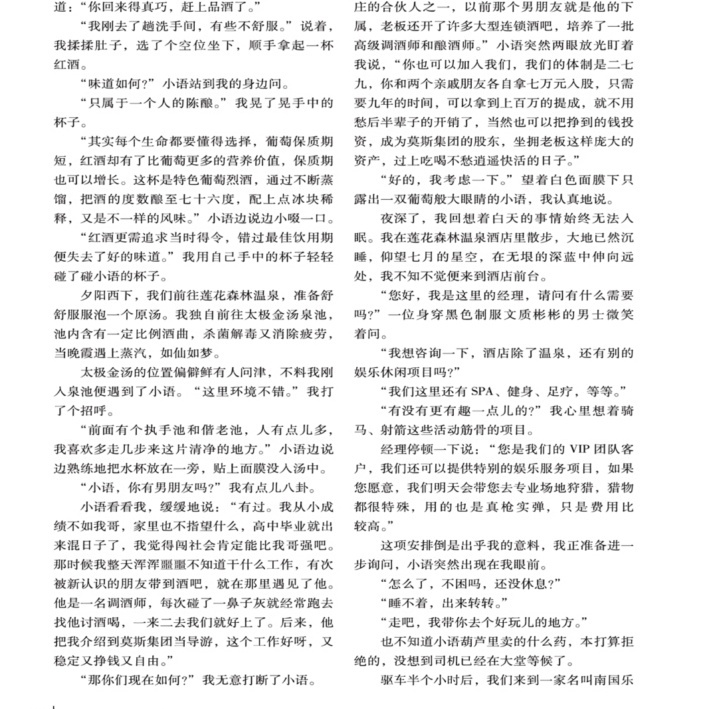 道：“你回来得真巧，赶上品酒了。”
“我刚去了趟洗手间，有些不舒服。” 说着，
我揉揉肚子，选了个空位坐下，顺手拿起一杯
红酒。
“味道如何？” 小语站到我的身边问。
“只属于一个人的陈酿。” 我晃了晃手中的
杯子。
“其实每个生命都要懂得选择，葡萄保质期
短，红酒却有了比葡萄更多的营养价值，保质期
也可以增长。这杯是特色葡萄烈酒，通过不断蒸
馏，把酒的度数酿至七十六度，配上点冰块稀
释，又是不一样的风味。” 小语边说边小啜一口。
“红酒更需追求当时得令，错过最佳饮用期
便失去了好的味道。” 我用自己手中的杯子轻轻
碰了碰小语的杯子。
夕阳西下，我们前往莲花森林温泉，准备舒
舒服服泡一个原汤。我独自前往太极金汤泉池，
池内含有一定比例酒曲，杀菌解毒又消除疲劳，
当晚霞遇上蒸汽，如仙如梦。
太极金汤的位置偏僻鲜有人问津，不料我刚
入泉池便遇到了小语。“这里环境不错。” 我打
了个招呼。
“前面有个执手池和偕老池，人有点儿多，
我喜欢多走几步来这片清净的地方。” 小语边说
边熟练地把水杯放在一旁，贴上面膜没入汤中。
“小语，你有男朋友吗？” 我有点儿八卦。
小语看看我，缓缓地说：“有过。我从小成
绩不如我哥，家里也不指望什么，高中毕业就出
来混日子了，我觉得闯社会肯定能比我哥强吧。
那时候我整天浑浑噩噩不知道干什么工作，有次
被新认识的朋友带到酒吧，就在那里遇见了他。
他是一名调酒师，每次碰了一鼻子灰就经常跑去
找他讨酒喝，一来二去我们就好上了。后来，他
把我介绍到莫斯集团当导游，这个工作好呀，又
稳定又挣钱又自由。”
“那你们现在如何？” 我无意打断了小语。
庄的合伙人之一，以前那个男朋友就是他的下
属，老板还开了许多大型连锁酒吧，培养了一批
高级调酒师和酿酒师。” 小语突然两眼放光盯着
我说，“你也可以加入我们，我们的体制是二七
九，你和两个亲戚朋友各自拿七万元入股，只需
要九年的时间，可以拿到上百万的提成，就不用
愁后半辈子的开销了，当然也可以把挣到的钱投
资，成为莫斯集团的股东，坐拥老板这样庞大的
资产，过上吃喝不愁逍遥快活的日子。”
“好的，我考虑一下。” 望着白色面膜下只
露出一双葡萄般大眼睛的小语，我认真地说。
夜深了，我回想着白天的事情始终无法入
眠。我在莲花森林温泉酒店里散步，大地已然沉
睡，仰望七月的星空，在无垠的深蓝中伸向远
处，我不知不觉便来到酒店前台。
“您好，我是这里的经理，请问有什么需要
吗？” 一位身穿黑色制服文质彬彬的男士微笑
着问。
“我想咨询一下，酒店除了温泉，还有别的
娱乐休闲项目吗？”
“我们这里还有 SPA、健身、足疗，等等。”
“有没有更有趣一点儿的？” 我心里想着骑
马、射箭这些活动筋骨的项目。
经理停顿一下说：“您是我们的 VIP 团队客
户，我们还可以提供特别的娱乐服务项目，如果
您愿意，我们明天会带您去专业场地狩猎，猎物
都很特殊，用的也是真枪实弹，只是费用比
较高。”
这项安排倒是出乎我的意料，我正准备进一
步询问，小语突然出现在我眼前。
“怎么了，不困吗，还没休息？”
“睡不着，出来转转。”
“走吧，我带你去个好玩儿的地方。”
也不知道小语葫芦里卖的什么药，本打算拒
绝的，没想到司机已经在大堂等候了。
驱车半个小时后，我们来到一家名叫南国乐